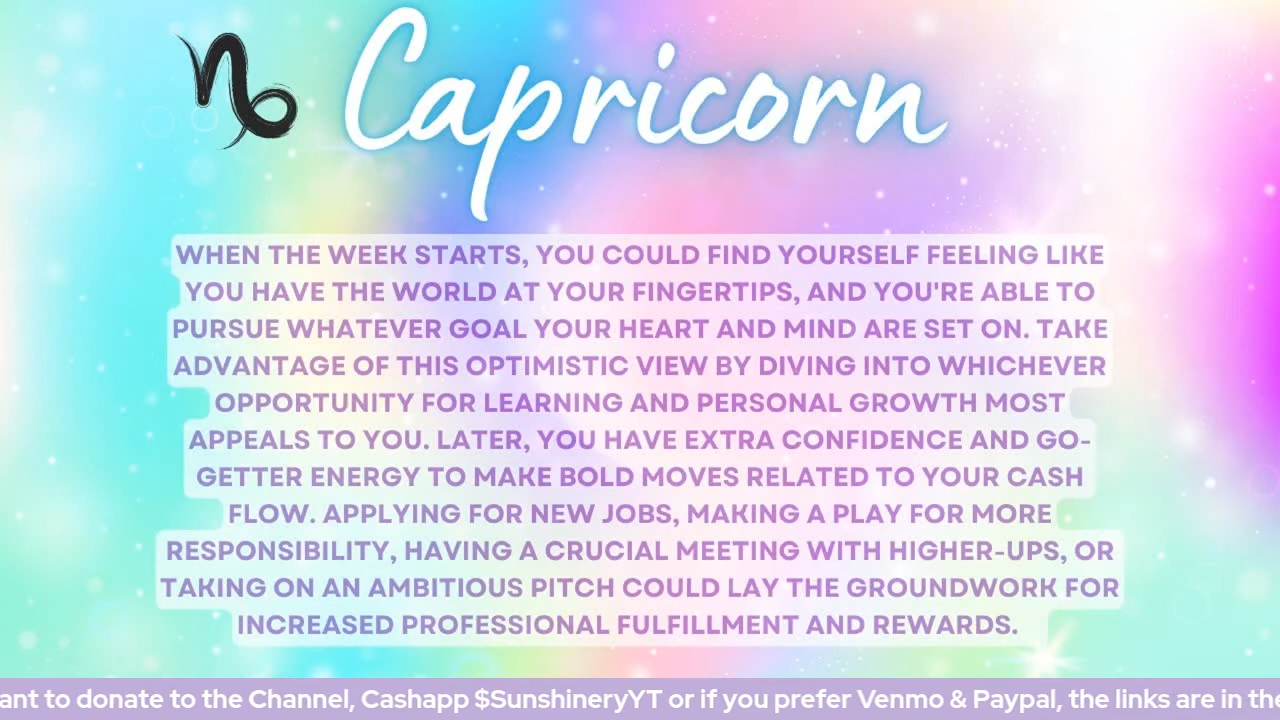 Capricorn
WHEN THE WEEK STARTS, YOU COULD FIND YOURSELF FEELING LIKE
YOU HAVE THE WORLD AT YOUR FINGERTIPS, AND YOU'RE ABLE TO
PURSUE WHATEVER GOAL YOUR HEART AND MIND ARE SET ON. TAKE
ADVANTAGE OF THIS OPTIMISTIC VIEW BY DIVING INTO WHICHEVER
OPPORTUNITY FOR LEARNING AND PERSONAL GROWTH MOST
APPEALS TO YOU. LATER, YOU HAVE EXTRA CONFIDENCE AND GO-
GETTER ENERGY TO MAKE BOLD MOVES RELATED TO YOUR CASH
FLOW. APPLYING FOR NEW JOBS, MAKING A PLAY FOR MORE
RESPONSIBILITY, HAVING A CRUCIAL MEETING WITH HIGHER-UPS, OR
TAKING ON AN AMBITIOUS PITCH COULD LAY THE GROUNDWORK FOR
INCREASED PROFESSIONAL FULFILLMENT AND REWARDS.
ant to donate to the Channel, Cashapp $SunshineryYT or if you prefer Venmo & Paypal, the links are in the